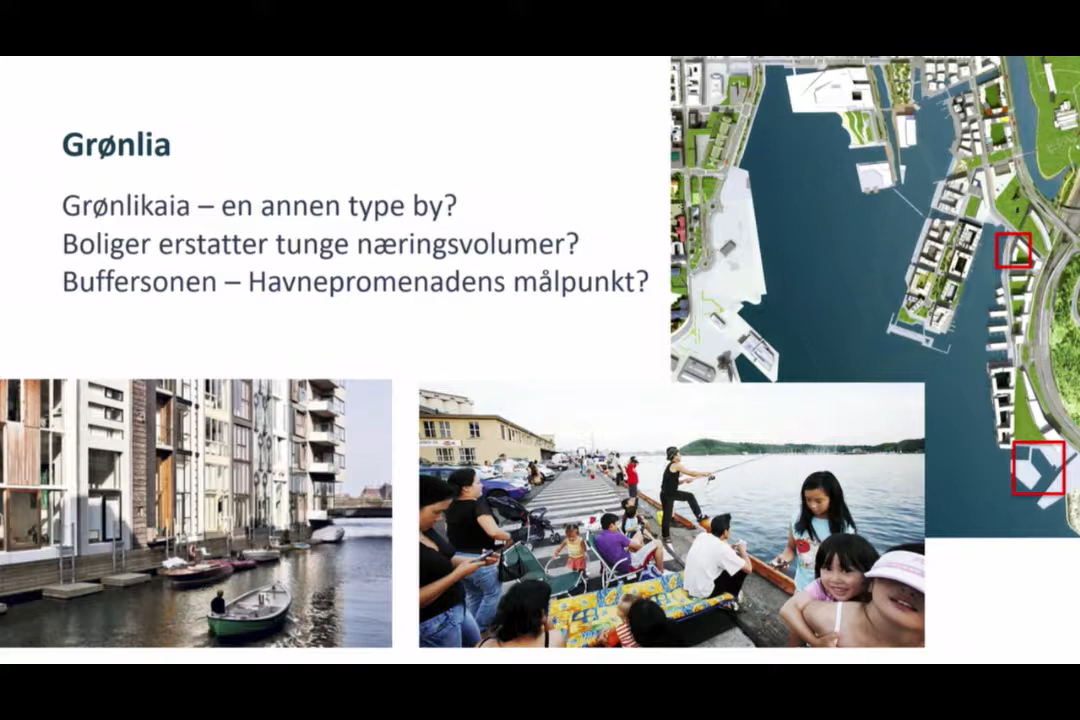 Grønlia
Grønlikaia – en annen type by?
Boliger erstatter tunge næringsvolumer?
Buffersonen – Havnepromenadens målpunkt?